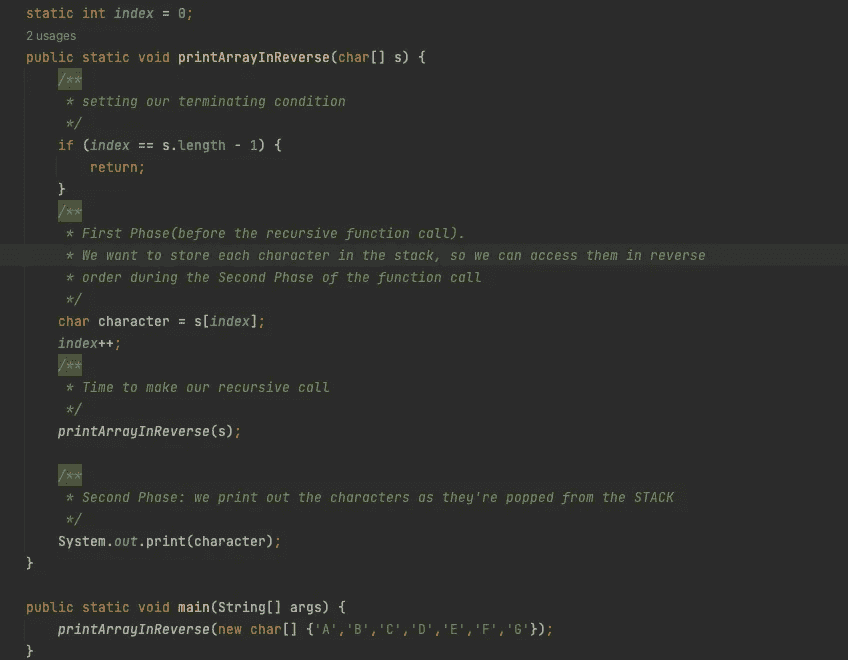 static int index = 0;
2 usages
public static void printArrayInReverse(char[] s) {
/**
* setting our terminating condition
*/
if (index == s.length - 1) {
return;
}
/**
* First Phase(before the recursive function call).
* We want to store each character in the stack, so we can access them in reverse
* order during the Second Phase of the function call
*/
char character = s[index];
index++;
/**
* Time to make our recursive call
*/
printArrayInReverse(s);
/**
* Second Phase: we print out the characters as they're popped from the STACK
*/
System.out.print(character);
}
public static void main(String[] args) {
printArrayInReverse(new char[] {'A','B','C','D','E','F','G'});
}